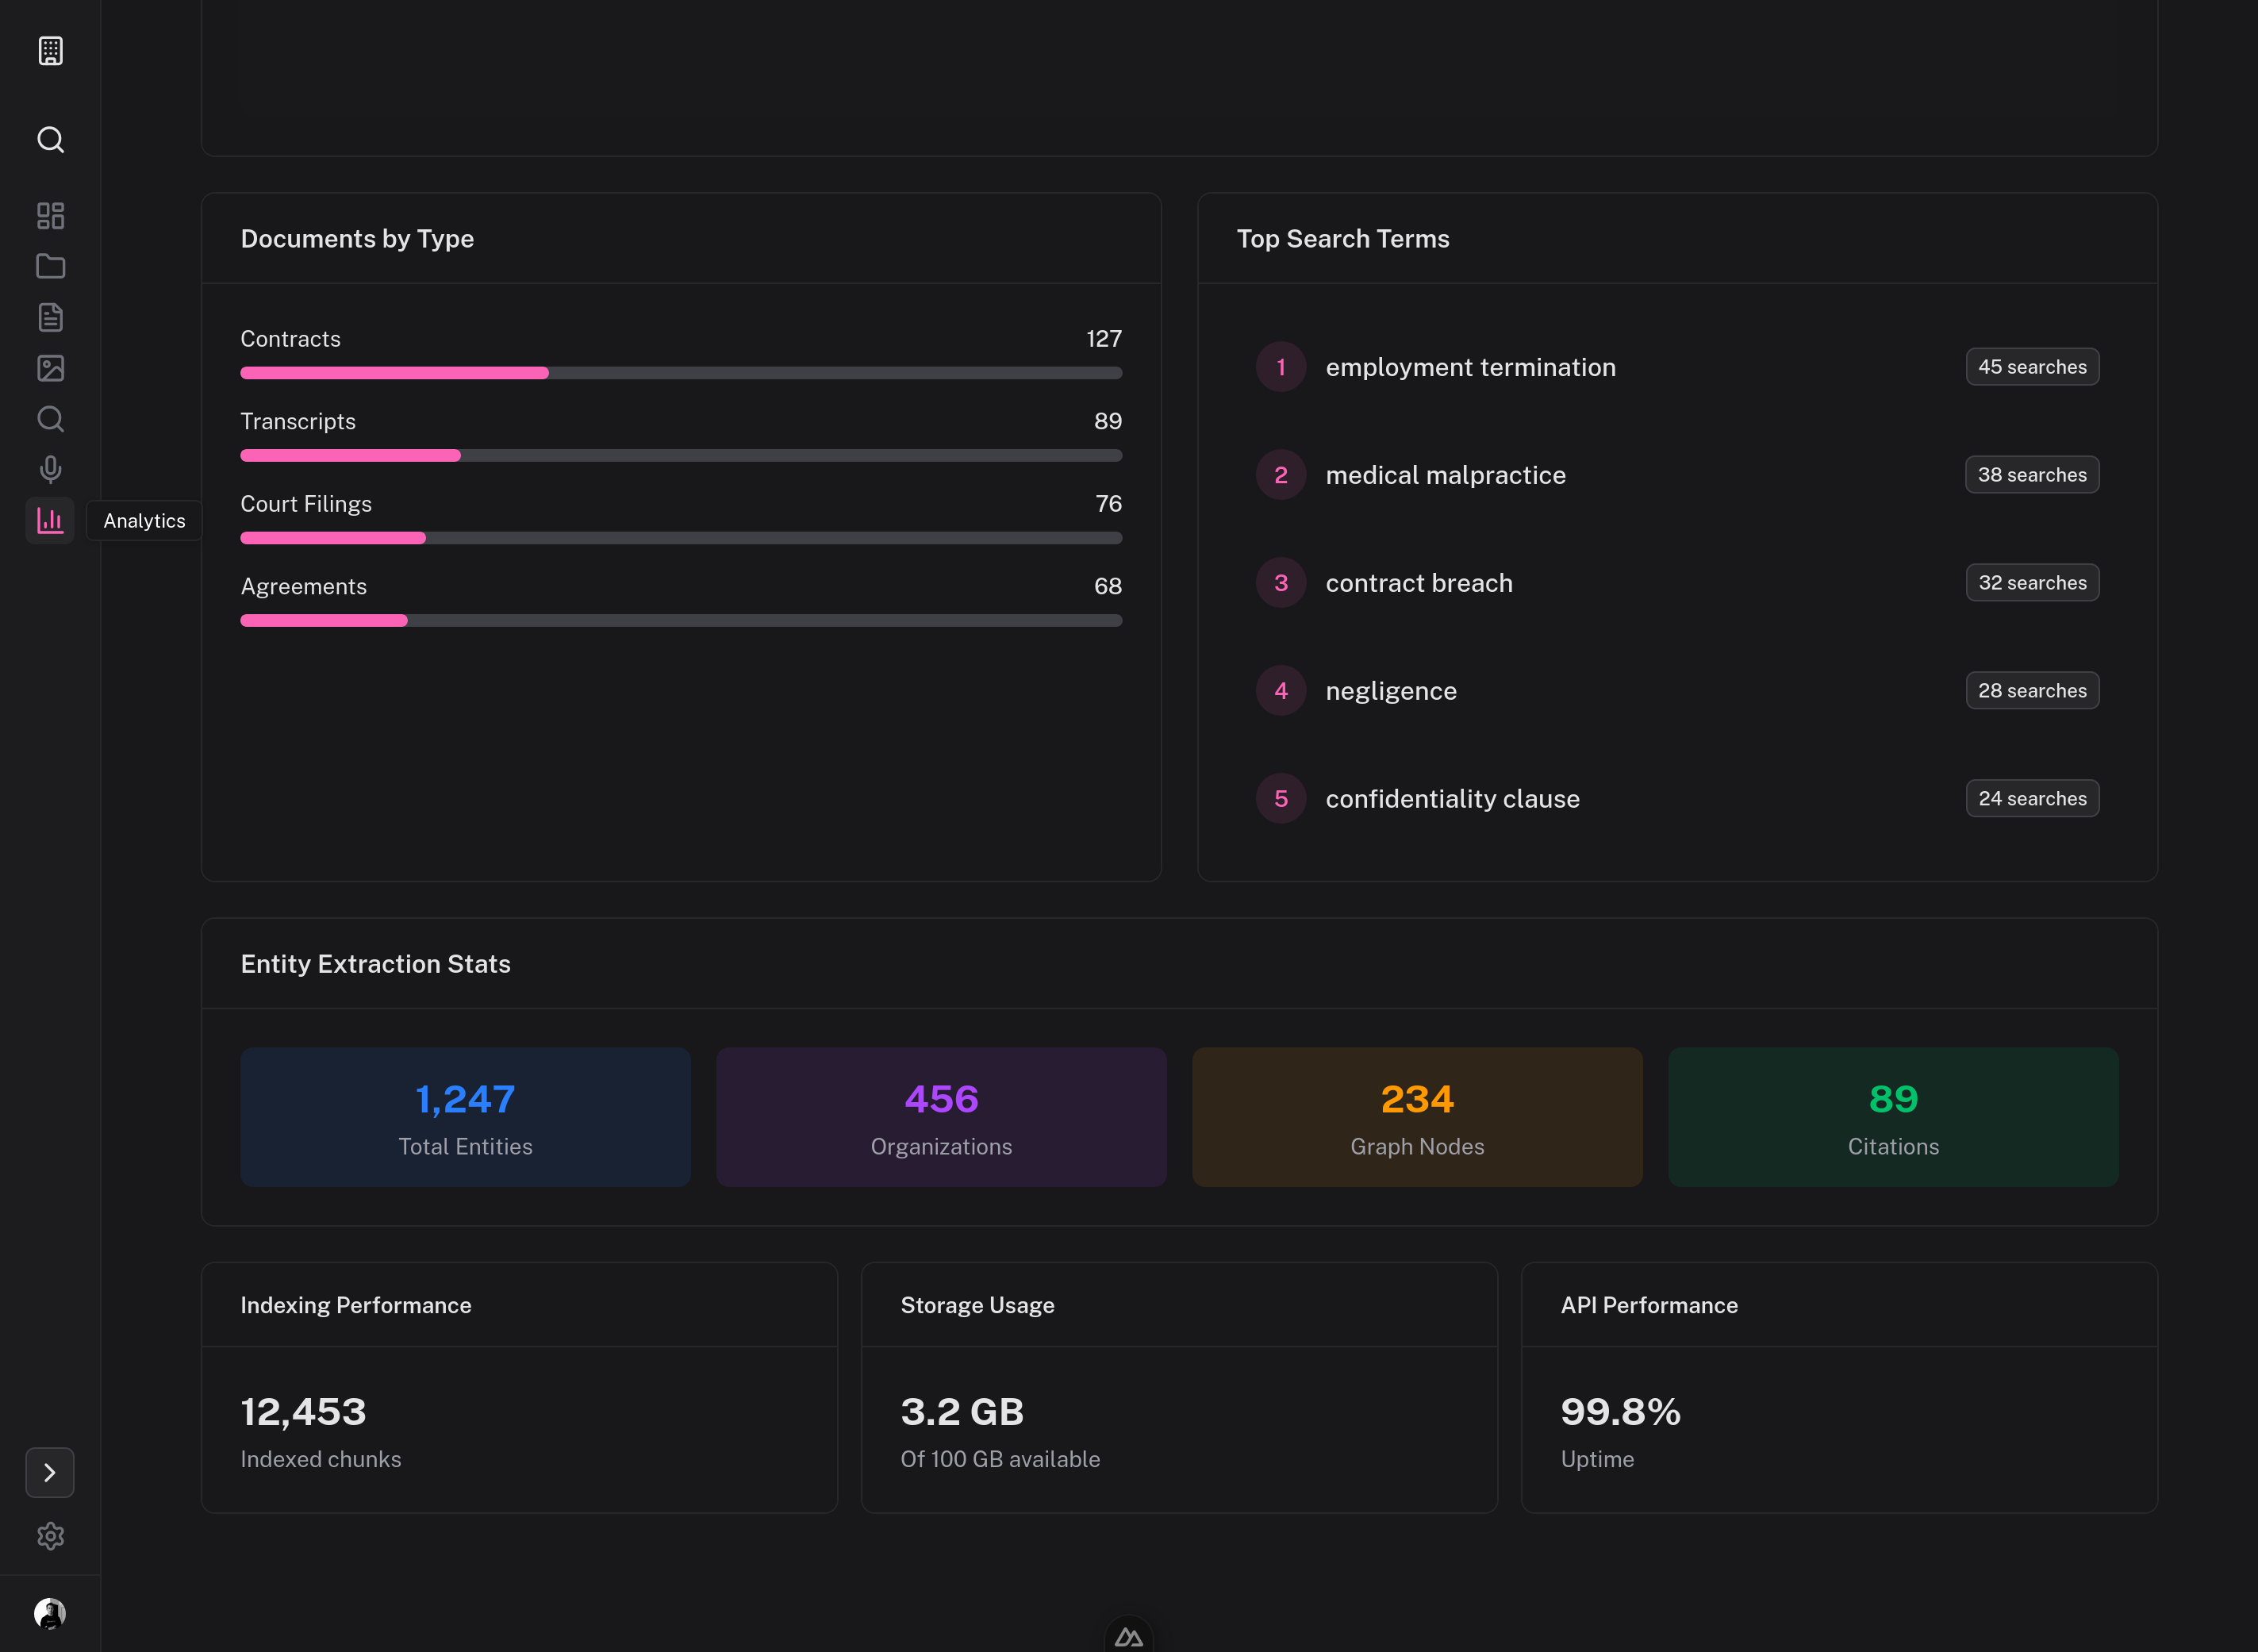 Analytics
Documents by Type
Contracts 127
Transcripts 89
Court Filings 76
Agreements 68
Top Search Terms
1 employment termination 45 searches
2 medical malpractice 38 searches
3 contract breach 32 searches
4 negligence 28 searches
5 confidentiality clause 24 searches
Entity Extraction Stats
1,247
Total Entities
456
Organizations
234
Graph Nodes
89
Citations
Indexing Performance
12,453
Indexed chunks
Storage Usage
3.2 GB
Of 100 GB available
API Performance
99.8%
Uptime